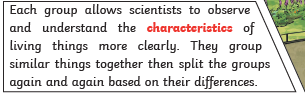 Each group allows scientists to observe
and understand the characteristics of
living things more clearly. They group
similar things together then split the groups
again and again based on their differences.